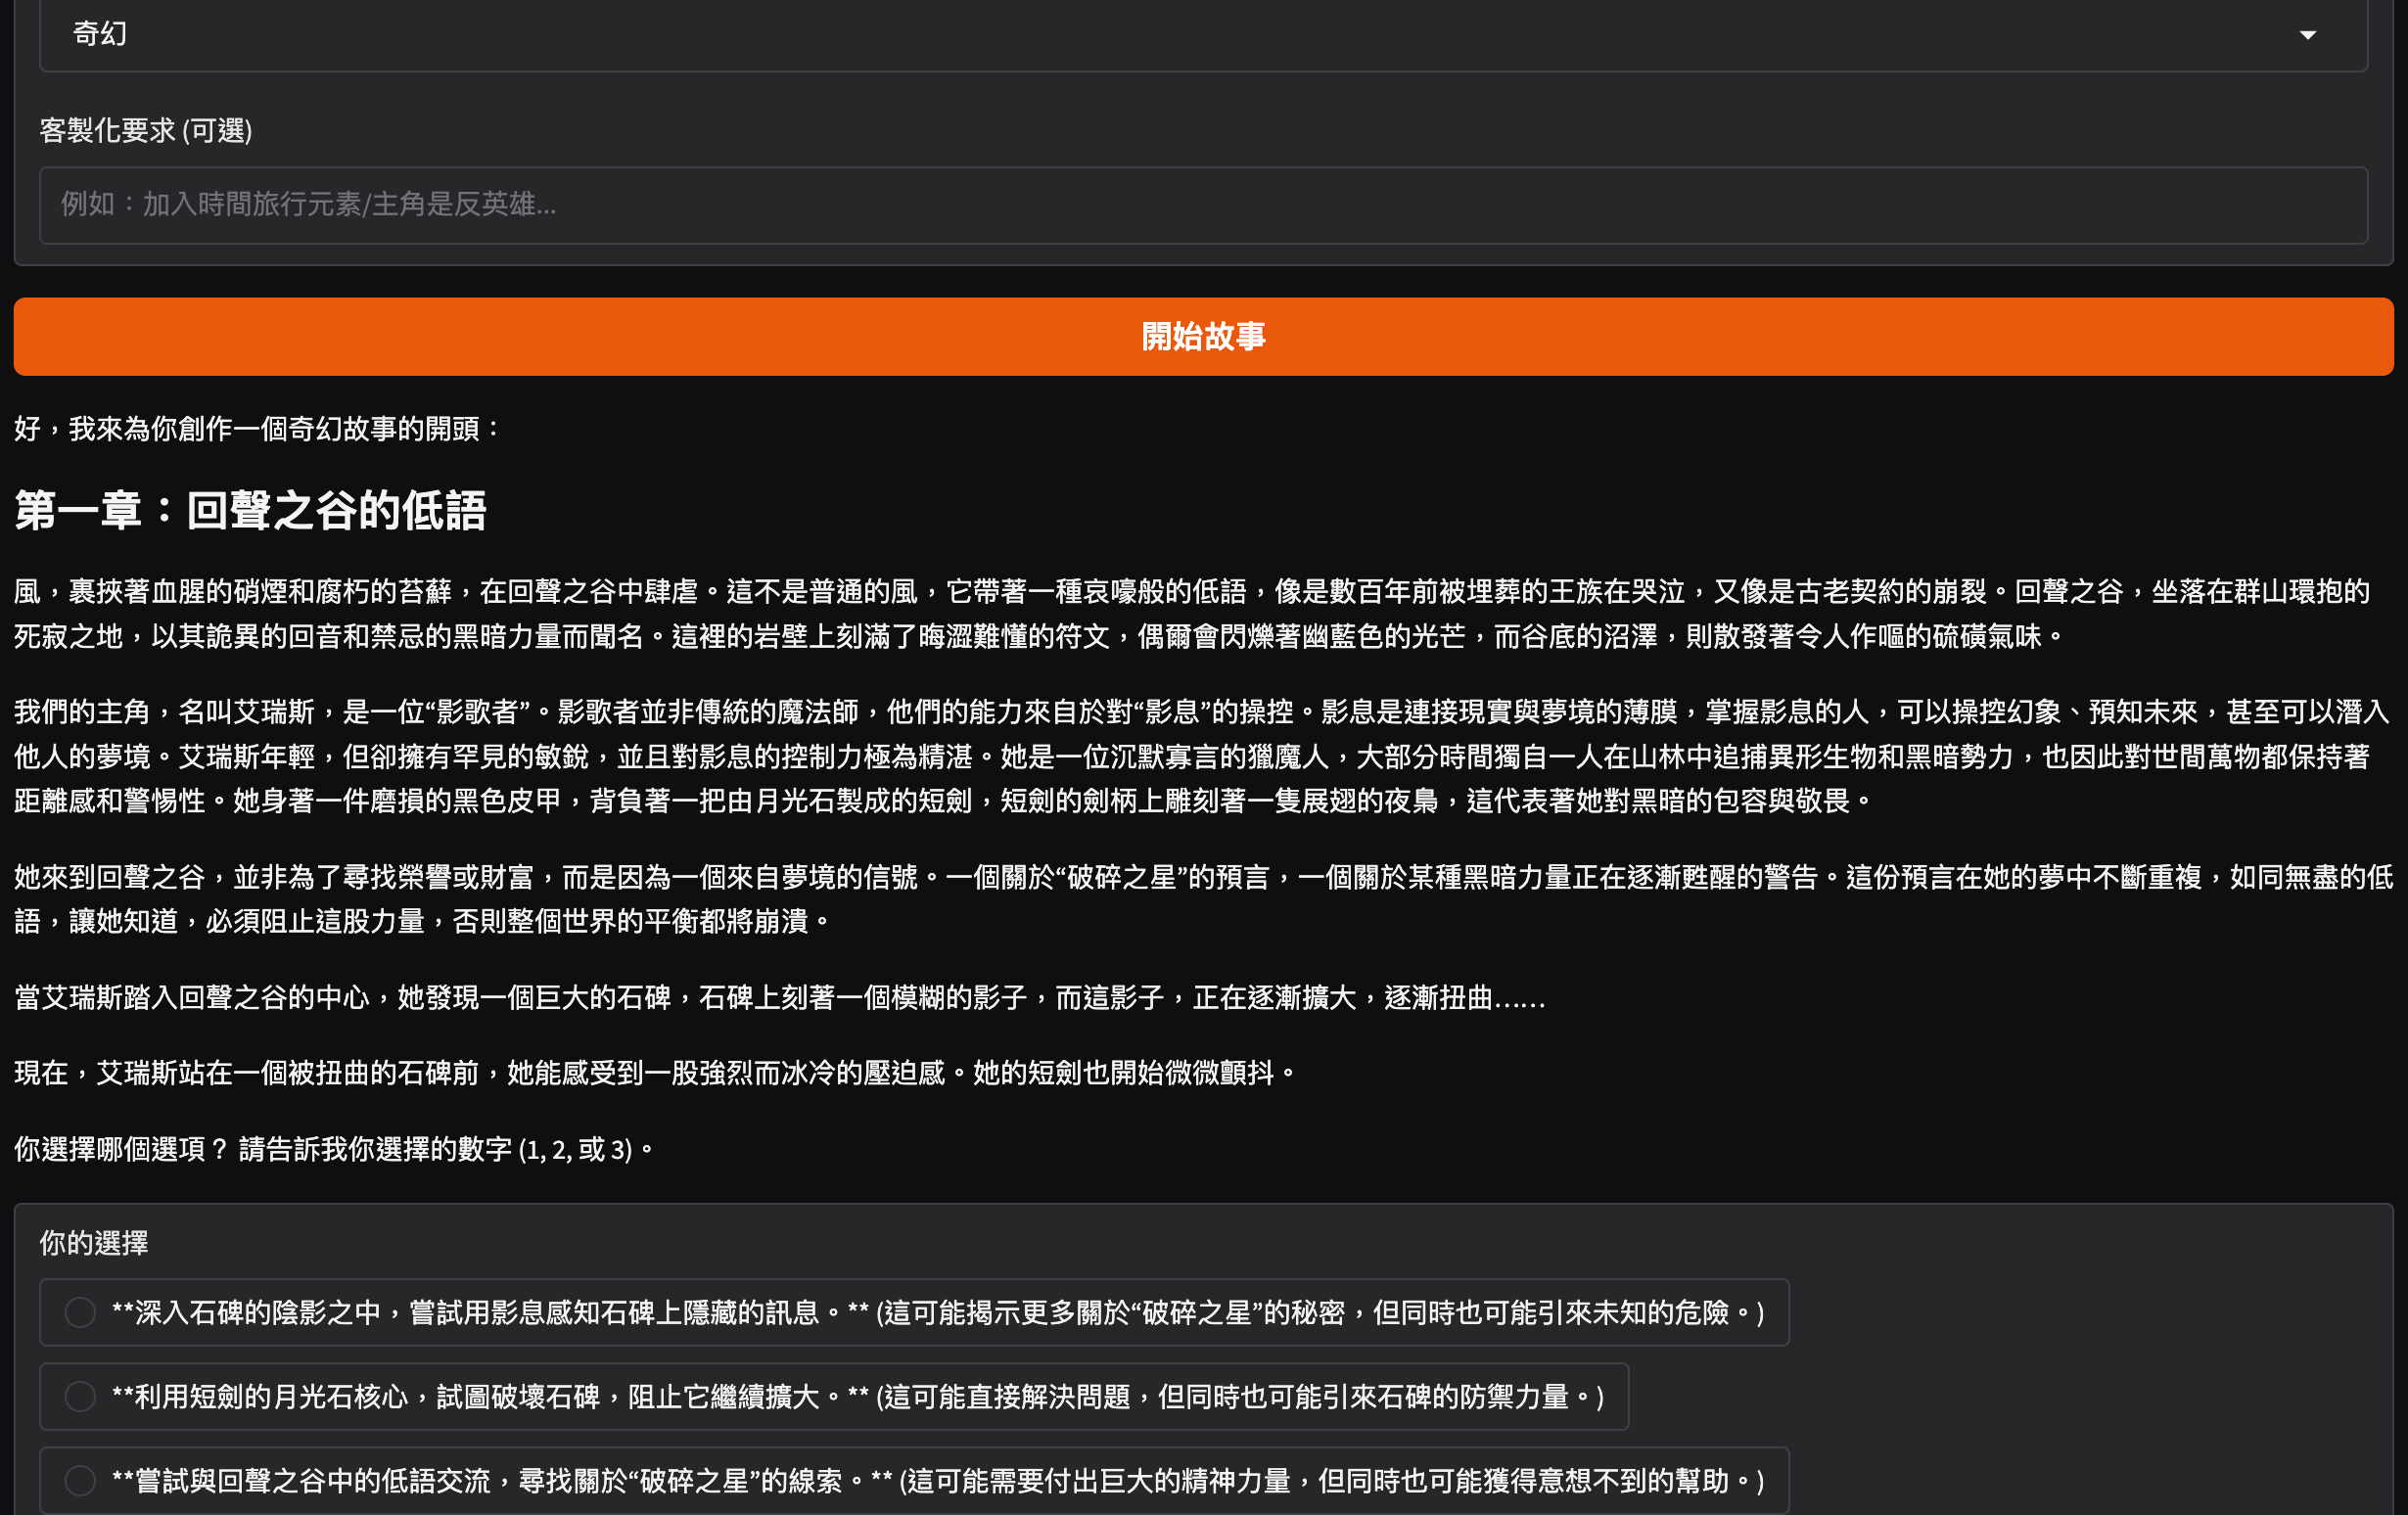 奇幻
客製化要求 (可選)
例如：加入時間旅行元素/主角是反英雄...
開始故事
好，我來為你創作一個奇幻故事的開頭：
第一章：回聲之谷的低語
風，裹挾著血腥的硝煙和腐朽的苔蘚，在回聲之谷中肆虐。這不是普通的風，它帶著一種哀嚎般的低語，像是數百年前被埋葬的王族在哭泣，又像是古老契約的崩裂。回聲之谷，坐落在群山環抱的
死寂之地，以其詭異的回音和禁忌的黑暗力量而聞名。這裡的岩壁上刻滿了晦澀難懂的符文，偶爾會閃爍著幽藍色的光芒，而谷底的沼澤，則散發著令人作嘔的硫磺氣味。
我們的主角，名叫艾瑞斯，是一位“影歌者”。影歌者並非傳統的魔法師，他們的能力來自於對“影息”的操控。影息是連接現實與夢境的薄膜，掌握影息的人，可以操控幻象、預知未來，甚至可以潛入
他人的夢境。艾瑞斯年輕，但卻擁有罕見的敏銳，並且對影息的控制力極為精湛。她是一位沉默寡言的獵魔人，大部分時間獨自一人在山林中追捕異形生物和黑暗勢力，也因此對世間萬物都保持著
距離感和警惕性。她身著一件磨損的黑色皮甲，背負著一把由月光石製成的短劍，短劍的劍柄上雕刻著一隻展翅的夜梟，這代表著她對黑暗的包容與敬畏。
她來到回聲之谷，並非為了尋找榮譽或財富，而是因為一個來自夢境的信號。一個關於“破碎之星”的預言，一個關於某種黑暗力量正在逐漸甦醒的警告。這份預言在她的夢中不斷重複，如同無盡的低
語，讓她知道，必須阻止這股力量，否則整個世界的平衡都將崩潰。
當艾瑞斯踏入回聲之谷的中心，她發現一個巨大的石碑，石碑上刻著一個模糊的影子，而這影子，正在逐漸擴大，逐漸扭曲……
現在，艾瑞斯站在一個被扭曲的石碑前，她能感受到一股強烈而冰冷的壓迫感。她的短劍也開始微微顫抖。
你選擇哪個選項？ 請告訴我你選擇的數字 (1, 2, 或 3)。
你的選擇
**深入石碑的陰影之中，嘗試用影息感知石碑上隱藏的訊息。** (這可能揭示更多關於“破碎之星”的秘密，但同時也可能引來未知的危險。)
**利用短劍的月光石核心，試圖破壞石碑，阻止它繼續擴大。** (這可能直接解決問題，但同時也可能引來石碑的防禦力量。)
**嘗試與回聲之谷中的低語交流，尋找關於“破碎之星”的線索。** (這可能需要付出巨大的精神力量，但同時也可能獲得意想不到的幫助。)